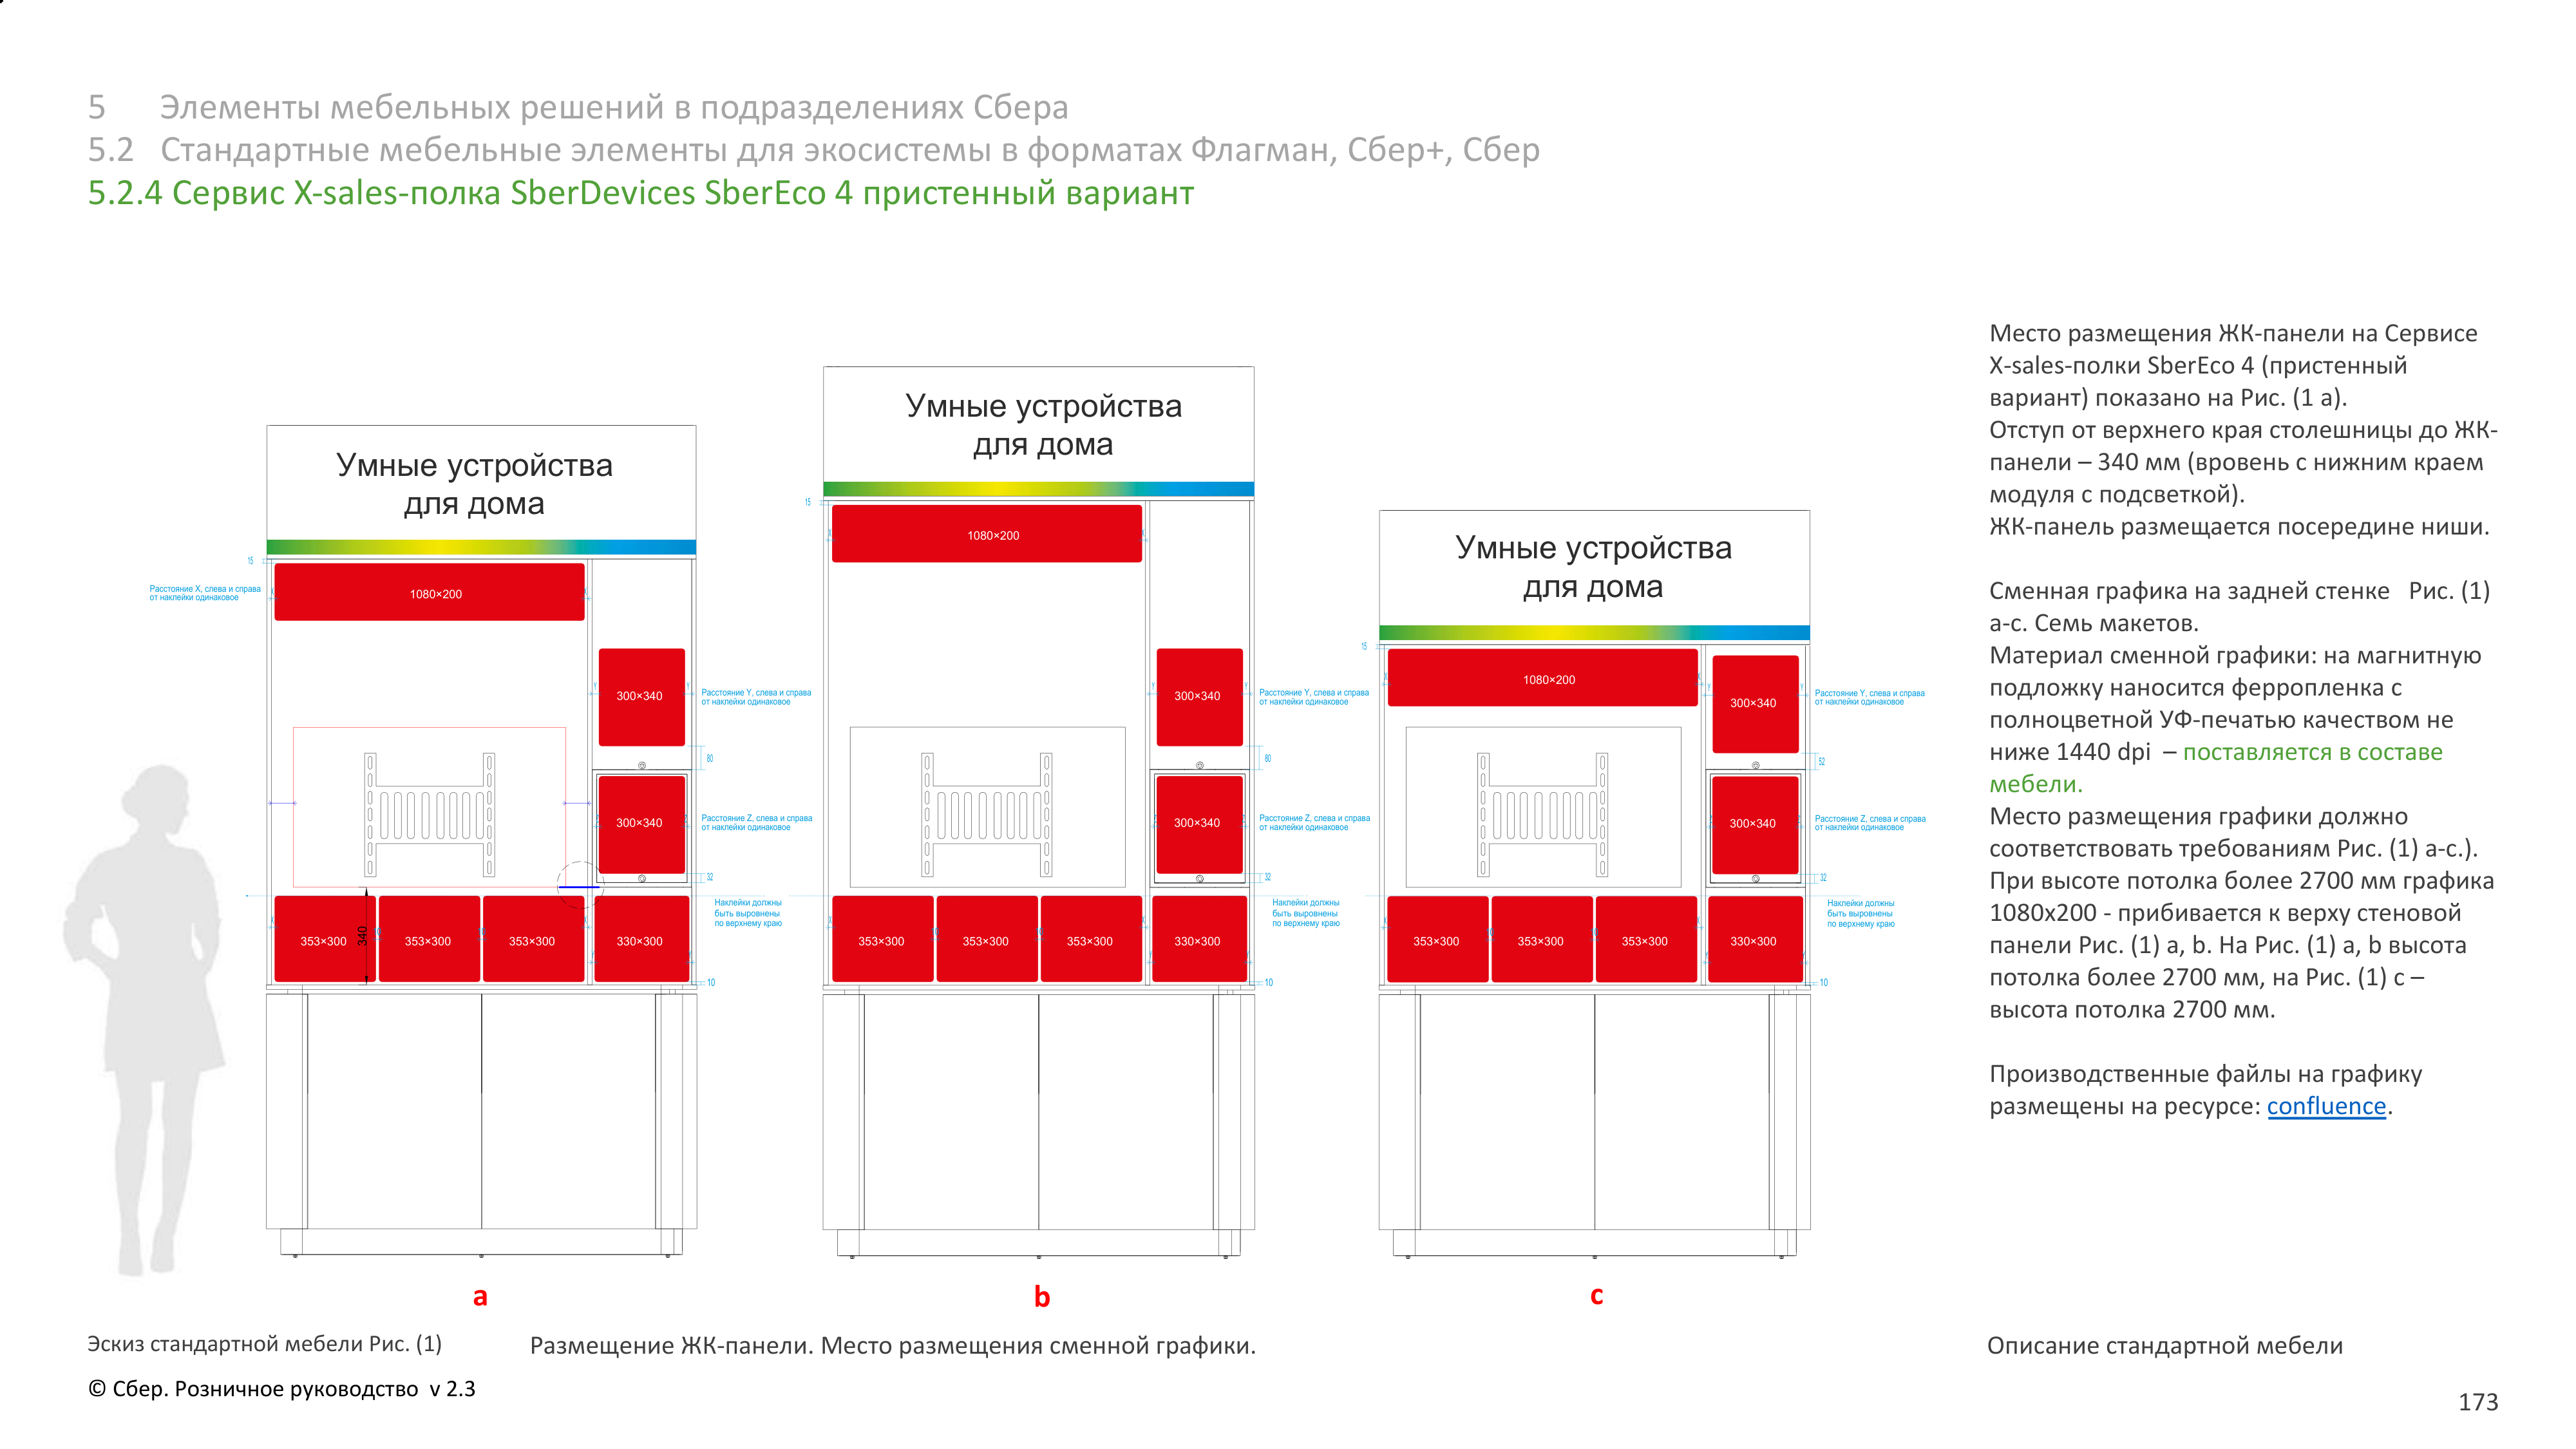 5 Элементы мебельных решений в подразделениях Сбера
5.2 Стандартные мебельные элементы для экосистемы в форматах Флагман, Сбер+, Сбер
5.2.4 Сервис X-sales-полка SberDevices SberEco 4 пристенный вариант
Умные устройства
для дома
15
Расстояние X, слева и справа
от наклейки одинаковое
1080×200
300×340
Расстояние Y, слева и справа
от наклейки одинаковое
80
300×340
Расстояние Z, слева и справа
от наклейки одинаковое
32
Наклейки должны
быть выровнены
по верхнему краю
353×300
340
353×300
353×300
330×300
10
a
Умные устройства
для дома
15
1080×200
300×340
Расстояние Y, слева и справа
от наклейки одинаковое
80
300×340
Расстояние Z, слева и справа
от наклейки одинаковое
32
Наклейки должны
быть выровнены
по верхнему краю
353×300
353×300
353×300
330×300
10
b
Умные устройства
для дома
15
1080×200
300×340
Расстояние Y, слева и справа
от наклейки одинаковое
52
300×340
Расстояние Z, слева и справа
от наклейки одинаковое
32
Наклейки должны
быть выровнены
по верхнему краю
353×300
353×300
353×300
330×300
10
c
Место размещения ЖК-панели на Сервисе
X-sales-полки SberEco 4 (пристенный
вариант) показано на Рис. (1 а).
Отступ от верхнего края столешницы до ЖК-
панели – 340 мм (вровень с нижним краем
модуля с подсветкой).
ЖК-панель размещается посередине ниши.
Сменная графика на задней стенке Рис. (1)
а-с. Семь макетов.
Материал сменной графики: на магнитную
подложку наносится ферропленка с
полноцветной УФ-печатью качеством не
ниже 1440 dpi – поставляется в составе
мебели.
Место размещения графики должно
соответствовать требованиям Рис. (1) а-с.).
При высоте потолка более 2700 мм графика
1080х200 - прибивается к верху стеновой
панели Рис. (1) a, b. На Рис. (1) a, b высота
потолка более 2700 мм, на Рис. (1) с –
высота потолка 2700 мм.
Производственные файлы на графику
размещены на ресурсе: confluence.
Эскиз стандартной мебели Рис. (1)
Размещение ЖК-панели. Место размещения сменной графики.
Описание стандартной мебели
© Сбер. Розничное руководство v 2.3
173